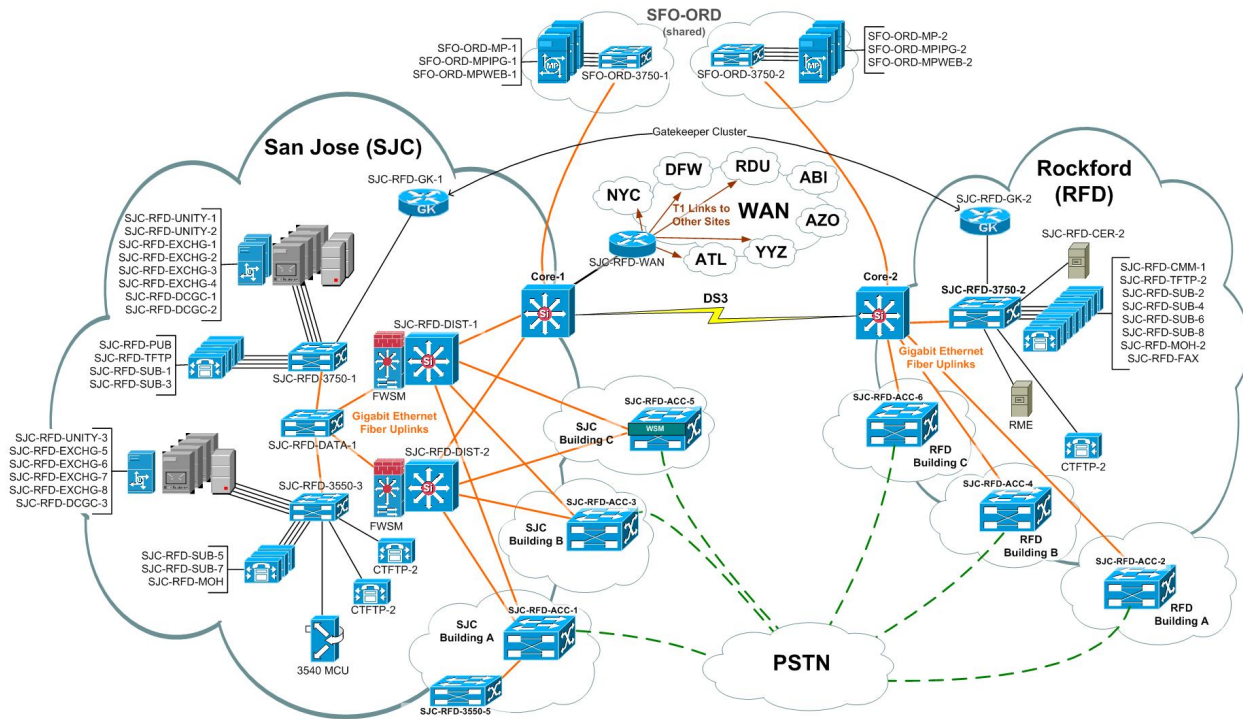 SFO-ORD
(shared)
SFO-ORD-MP-1
SFO-ORD-MPIPG-1
SFO-ORD-MPWEB-1
MP
SFO-ORD-3750-1
SFO-ORD-3750-2
MP
SFO-ORD-MP-2
SFO-ORD-MPIPG-2
SFO-ORD-MPWEB-2
Gatekeeper Cluster
San Jose (SJC)
SJC-RFD-GK-1
GK
SJC-RFD-UNITY-1
SJC-RFD-UNITY-2
SJC-RFD-EXCHG-1
SJC-RFD-EXCHG-2
SJC-RFD-EXCHG-3
SJC-RFD-EXCHG-4
SJC-RFD-DCGC-1
SJC-RFD-DCGC-2
SJC-RFD-PUB
SJC-RFD-TFTP
SJC-RFD-SUB-1
SJC-RFD-SUB-3
SJC-RFD-3750-1
SJC-RFD-DIST-1
Si
FWSM
Gigabit Ethernet
Fiber Uplinks
SJC-RFD-DATA-1
SJC-RFD-DIST-2
Si
FWSM
SJC-RFD-UNITY-3
SJC-RFD-EXCHG-5
SJC-RFD-EXCHG-6
SJC-RFD-EXCHG-7
SJC-RFD-EXCHG-8
SJC-RFD-DCGC-3
SJC-RFD-3550-3
SJC-RFD-SUB-5
SJC-RFD-SUB-7
SJC-RFD-MOH
CTFTP-2
CTFTP-2
3540 MCU
Core-1
Si
NYC
DFW
RDU
ABI
AZO
YYZ
ATL
WAN
T1 Links to
Other Sites
SJC-RFD-WAN
DS3
Core-2
Si
SJC-RFD-ACC-5
WSM
SJC
Building C
SJC-RFD-ACC-3
SJC
Building B
SJC-RFD-ACC-1
SJC
Building A
SJC-RFD-3550-5
PSTN
Rockford
(RFD)
SJC-RFD-GK-2
GK
SJC-RFD-CER-2
SJC-RFD-3750-2
SJC-RFD-CMM-1
SJC-RFD-TFTP-2
SJC-RFD-SUB-2
SJC-RFD-SUB-4
SJC-RFD-SUB-6
SJC-RFD-SUB-8
SJC-RFD-MOH-2
SJC-RFD-FAX
Gigabit Ethernet
Fiber Uplinks
RME
CTFTP-2
SJC-RFD-ACC-6
RFD
Building C
SJC-RFD-ACC-4
RFD
Building B
SJC-RFD-ACC-2
RFD
Building A